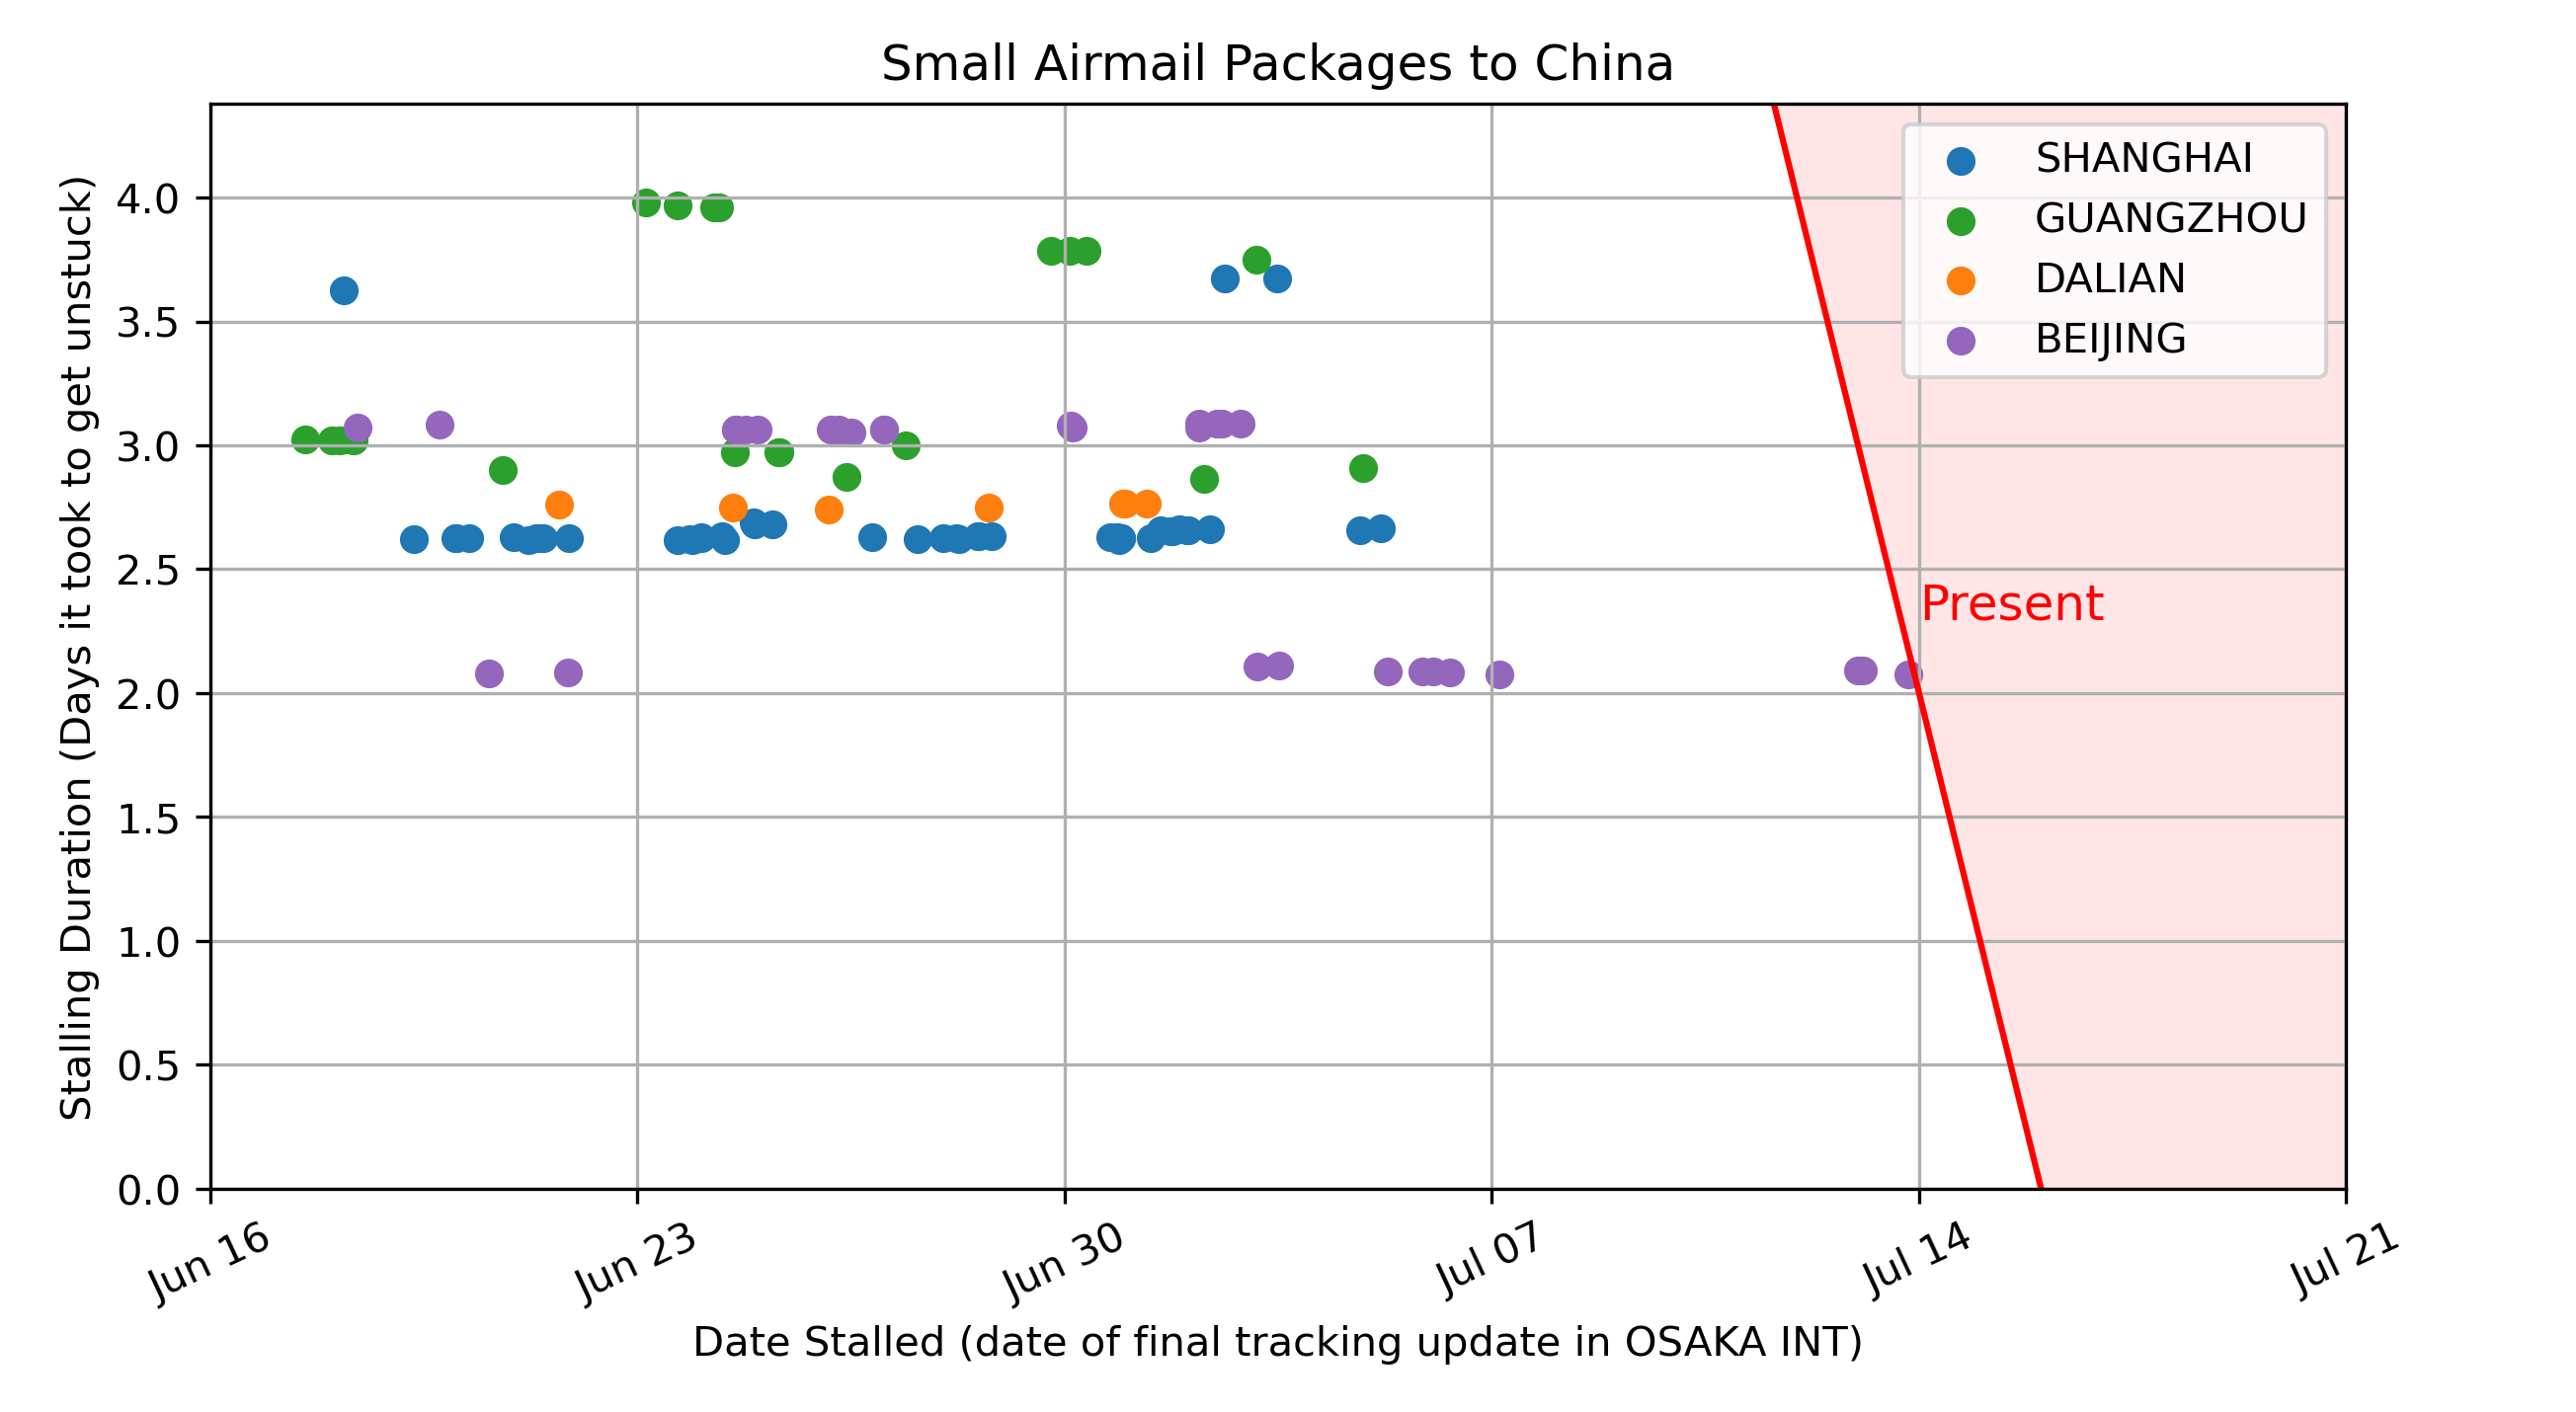 Small Airmail Packages to China
Stalling Duration (Days it took to get unstuck)
4.0
3.5
3.0
2.5
2.0
1.5
1.0
0.5
0.0
SHANGHAI
GUANGZHOU
DALIAN
BEIJING
Present
Jun 16
Jun 23
Jun 30
Jul 07
Jul 14
Jul 21
Date Stalled (date of final tracking update in OSAKA INT)